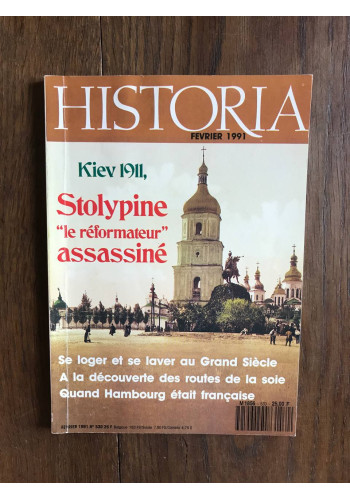 HISTORIA
FEVRIER 1991
Kiev 1911,
Stolypine
"le réformateur"
assassiné
Se loger et se laver au Grand Siècle
A la découverte des routes de la soie
Quand Hambourg était française